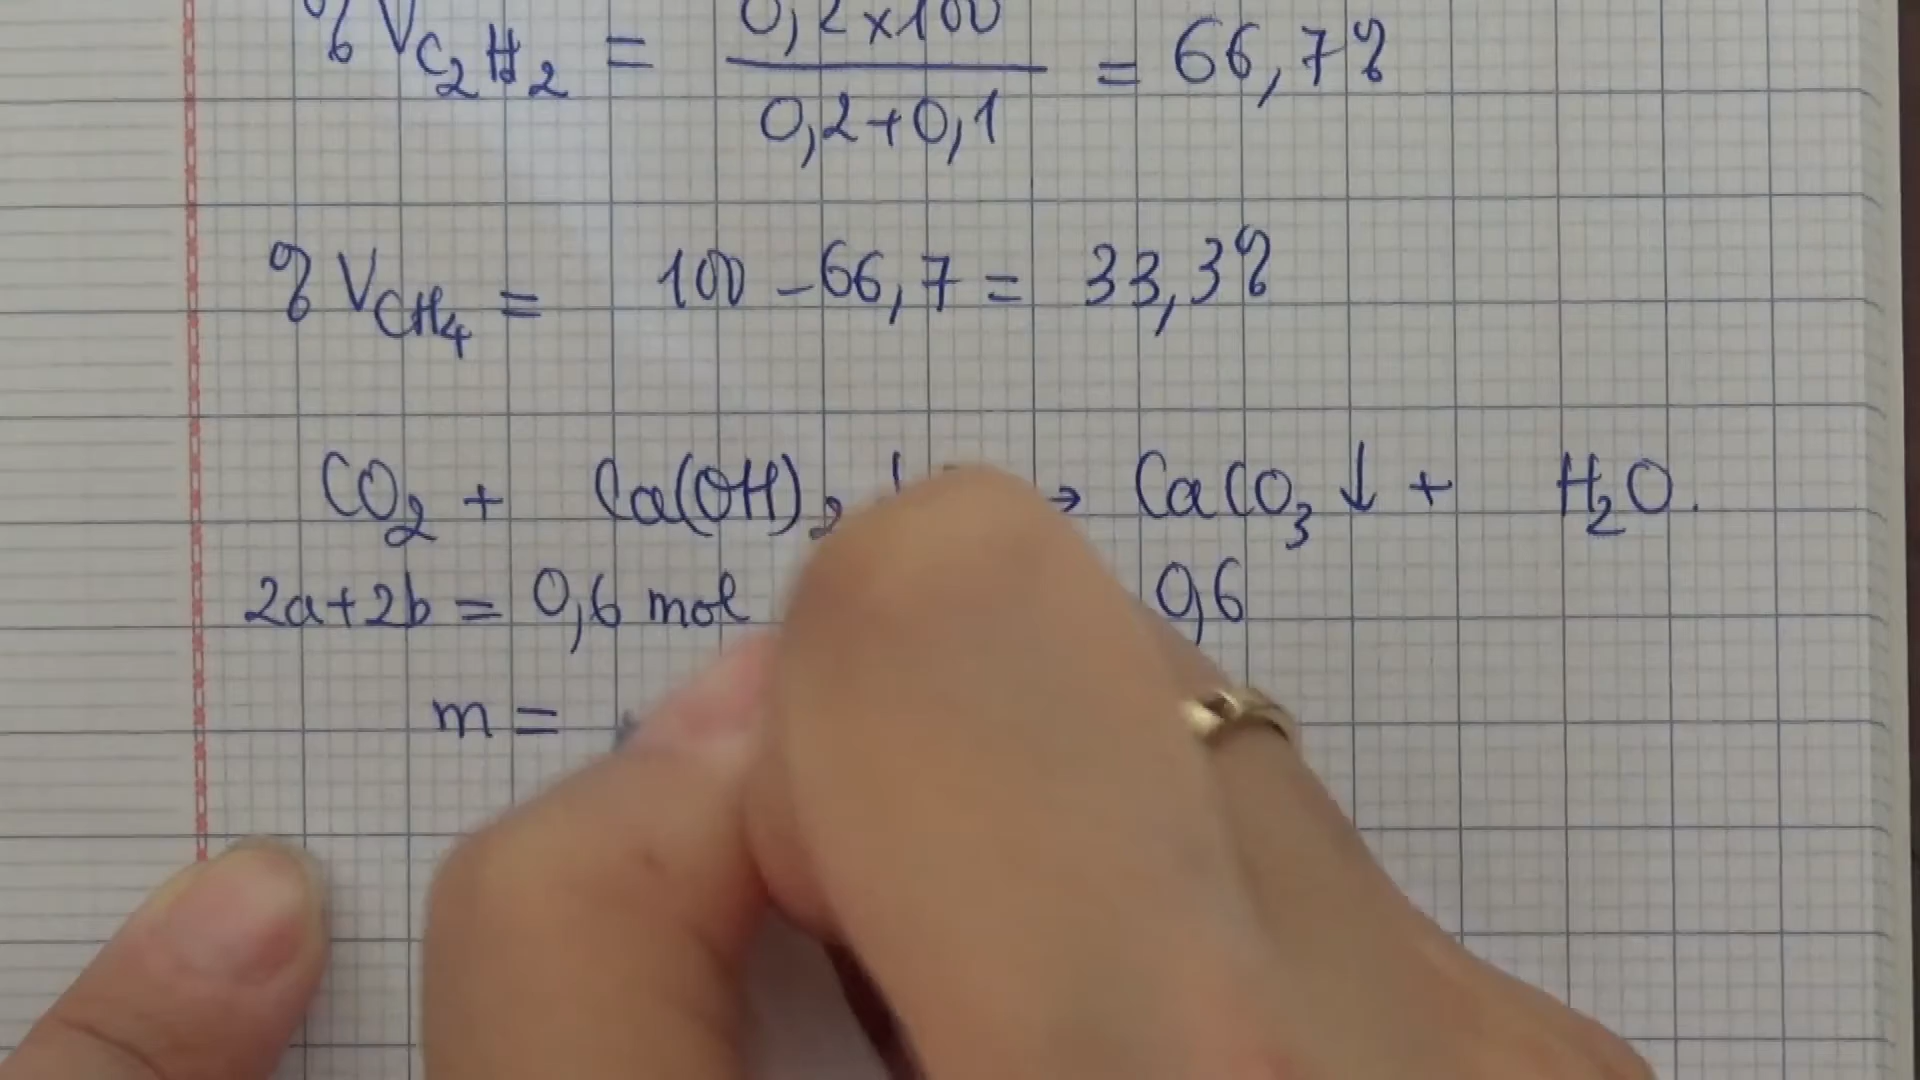 % V C₂H₂ = 0,2 x 100 / 0,2 + 0,1 = 66,7%
% V CH₄ = 100 - 66,7 = 33,3%
CO₂ + Ca(OH)₂ → CaCO₃ ↓ + H₂O.
2a + 2b = 0,6 mol 0,6
m =